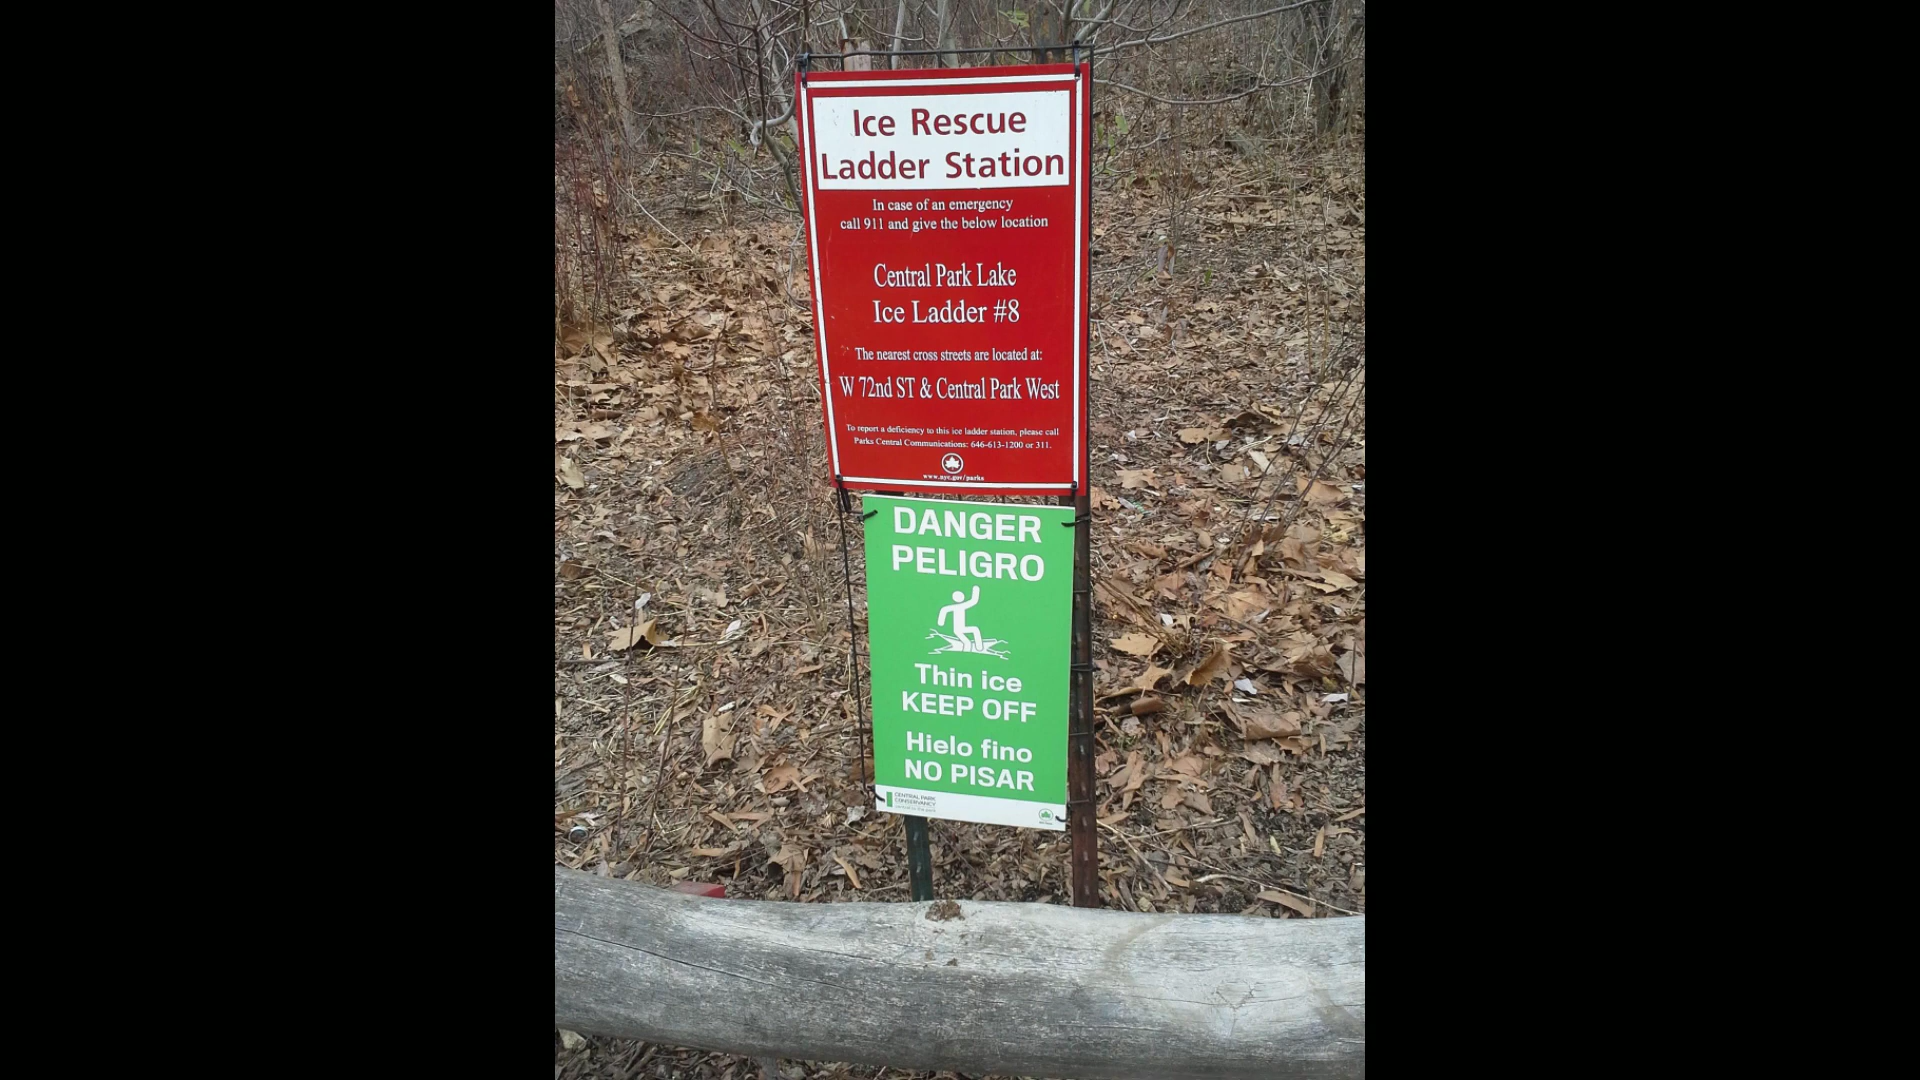 Ice Rescue
Ladder Station
In case of an emergency
call 911 and give the below location
Central Park Lake
Ice Ladder #8
The nearest cross streets are located at:
W 72nd ST & Central Park West
To report a deficiency to this ice ladder station, please call
Parks Central Communications: 646-613-1200 or 311.
www.nyc.gov/parks
DANGER
PELIGRO
Thin ice
KEEP OFF
Hielo fino
NO PISAR
CENTRAL PARK
CONSERVANCY